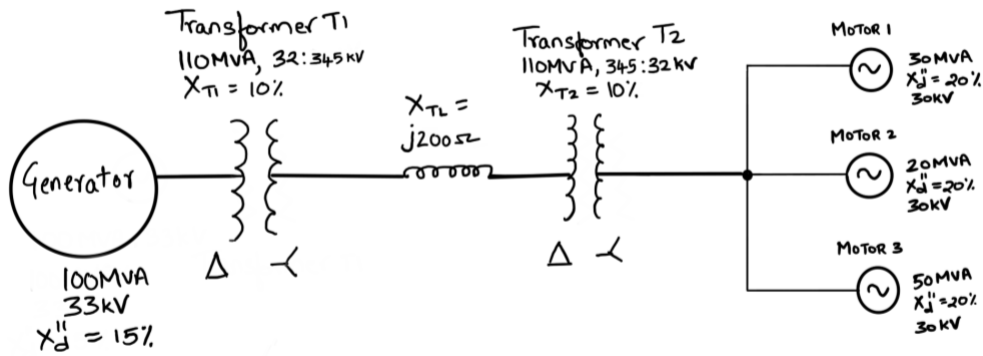 Transformer T1
110MVA, 32:345kV
XT1 = 10%
Transformer T2
110MVA, 345:32kV
XT2 = 10%
XTL =
j200Ω
Generator
100MVA
33kV
X"d = 15%
Δ
Y
Δ
Y
MOTOR 1
30MVA
X"d = 20%
30kV
MOTOR 2
20MVA
X"d = 20%
30kV
MOTOR 3
50MVA
X"d = 20%
30kV